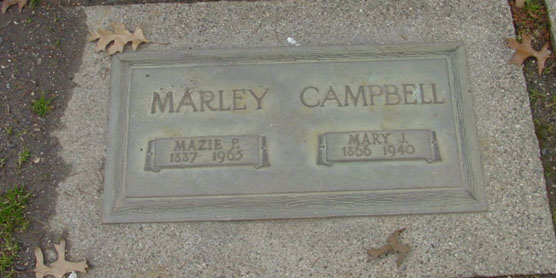 MARLEY CAMPBELL
MAZIE P.
1887 1965
MARY J.
1866 1940